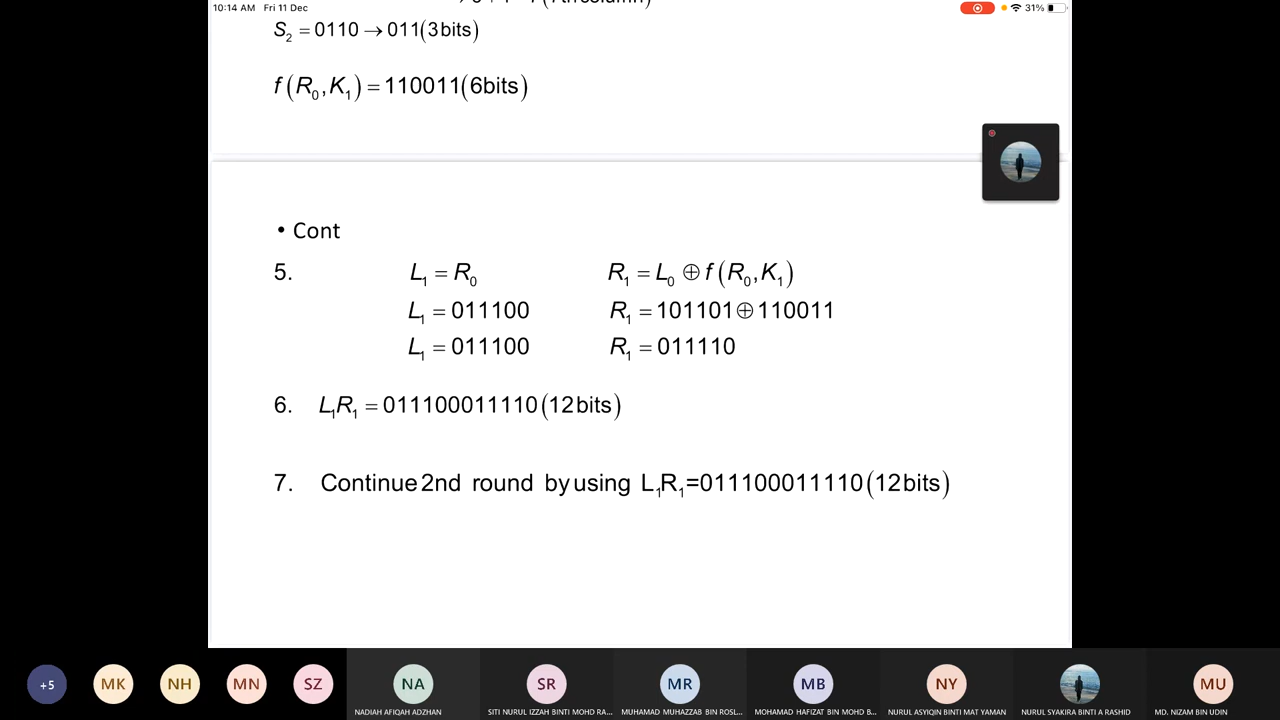 10:14 AM Fri 11 Dec 31%
S₂ = 0110 → 011(3bits)
f(R₀,K₁) = 110011(6bits)
• Cont
5. L₁ = R₀ R₁ = L₀ ⊕ f(R₀,K₁)
L₁ = 011100 R₁ = 101101⊕110011
L₁ = 011100 R₁ = 011110
6. L₁R₁ = 011100011110(12bits)
7. Continue 2nd round by using L₁R₁=011100011110(12bits)
+5 MK NH MN SZ NA SR MR MB NY MU
NADIAH AFIQAH ADZHAN SITI NURUL IZZAH BINTI MOHD RA... MUHAMAD MUHAZZAB BIN ROSL... MOHAMAD HAFIZAT BIN MOHD B... NURUL ASYIQIN BINTI MAT YAMAN NURUL SYAKIRA BINTI A RASHID MD. NIZAM BIN UDIN